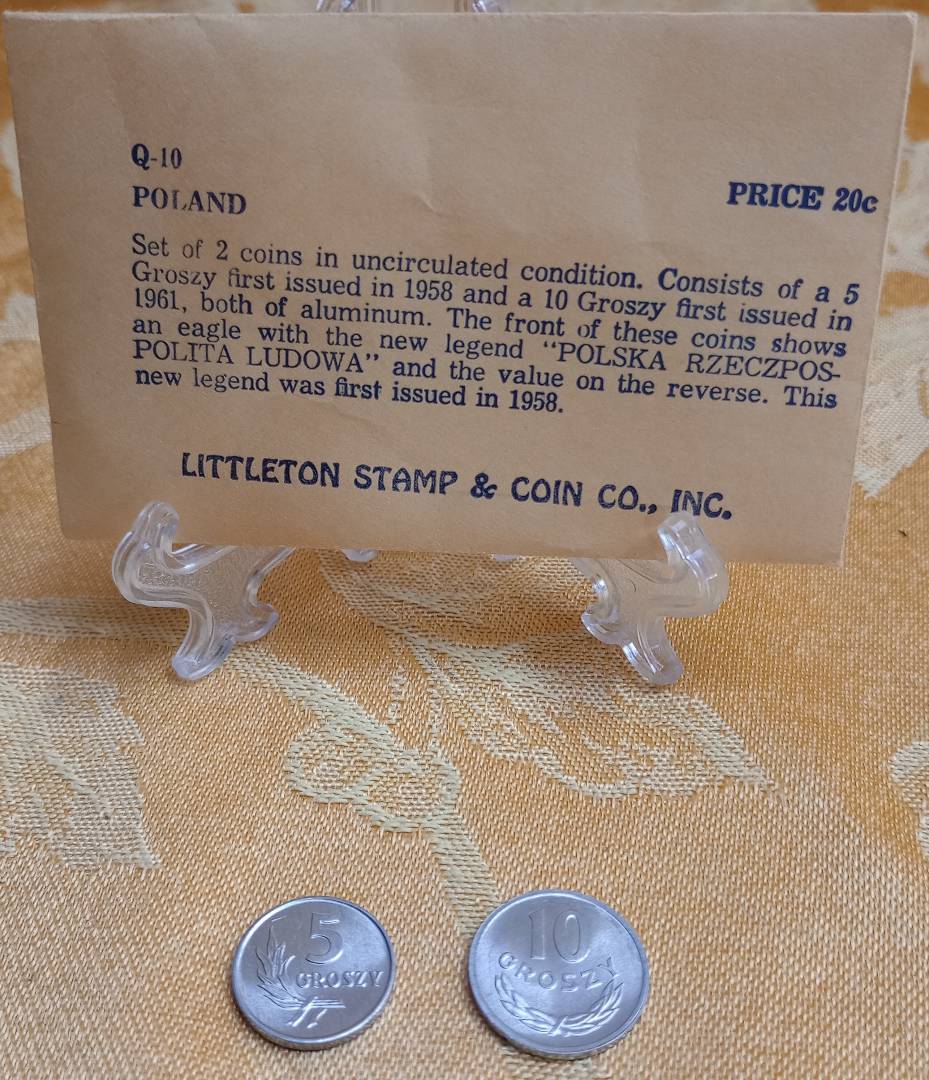 Q-10
POLAND
PRICE 20c
Set of 2 coins in uncirculated condition. Consists of a 5
Groszy first issued in 1958 and a 10 Groszy first issued in
1961, both of aluminum. The front of these coins shows
an eagle with the new legend “POLSKA RZECZPOS-
POLITA LUDOWA” and the value on the reverse. This
new legend was first issued in 1958.
LITTLETON STAMP & COIN CO., INC.
5
GROSZY
10
GROSZY